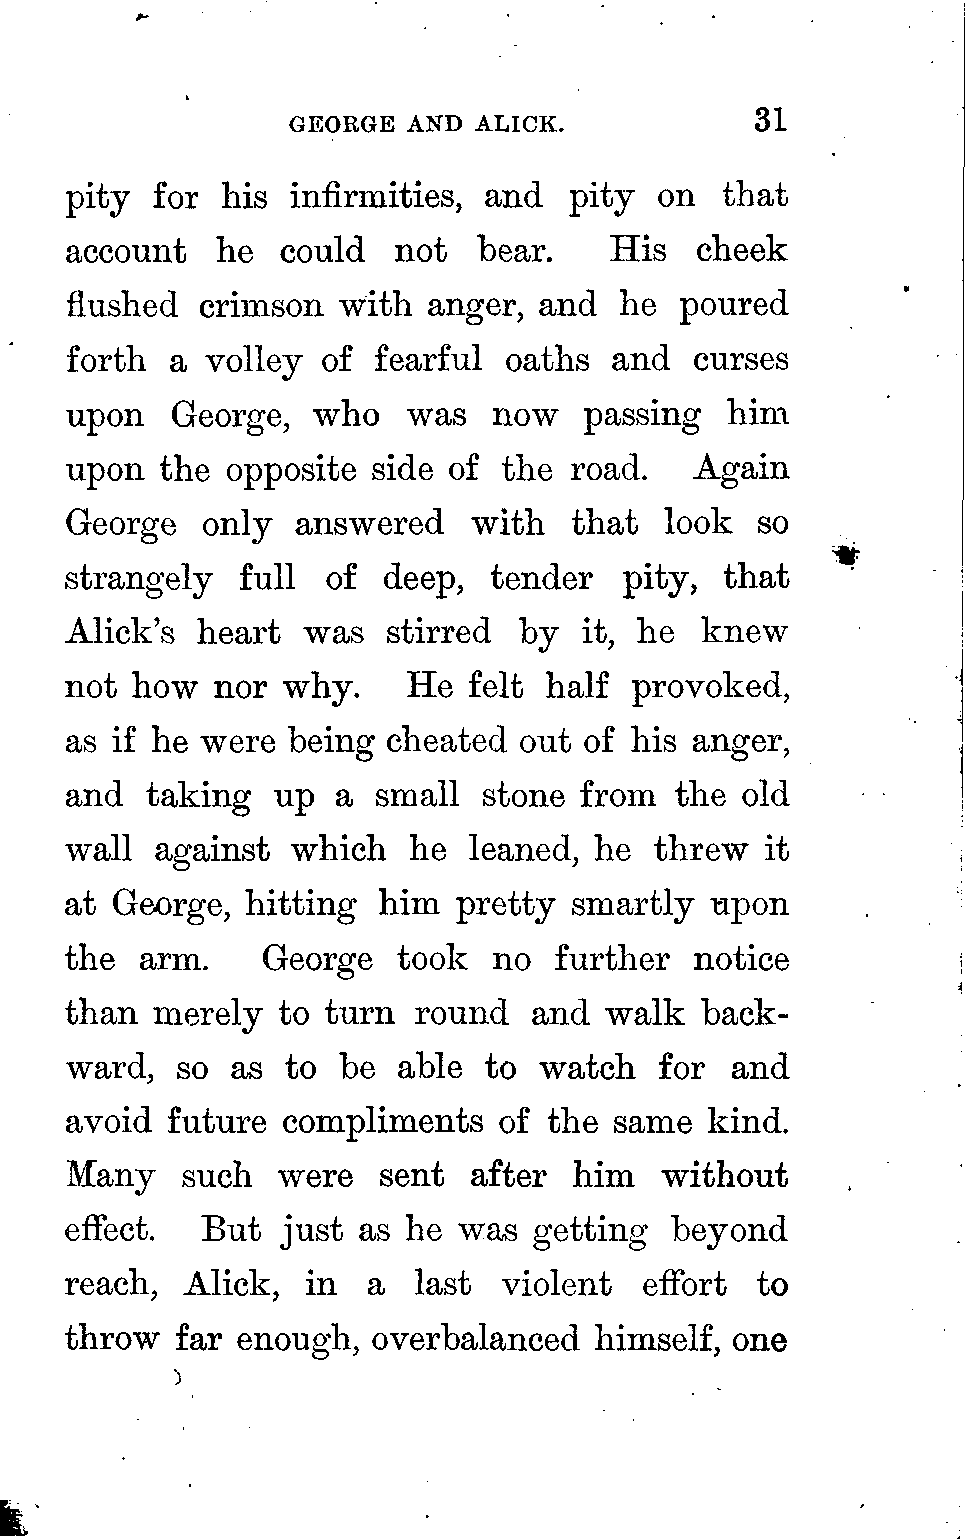 GEORGE AND ALICK. 31
pity for his infirmities, and pity on that
account he could not bear. His cheek
flushed crimson with anger, and he poured
forth a volley of fearful oaths and curses
upon George, who was now passing him
upon the opposite side of the road. Again
George only answered with that look so
strangely full of deep, tender pity, that
Alick's heart was stirred by it, he knew
not how nor why. He felt half provoked,
as if he were being cheated out of his anger,
and taking up a small stone from the old
wall against which he leaned, he threw it
at George, hitting him pretty smartly upon
the arm. George took no further notice
than merely to turn round and walk back-
ward, so as to be able to watch for and
avoid future compliments of the same kind.
Many such were sent after him without
effect. But just as he was getting beyond
reach, Alick, in a last violent effort to
throw far enough, overbalanced himself, one